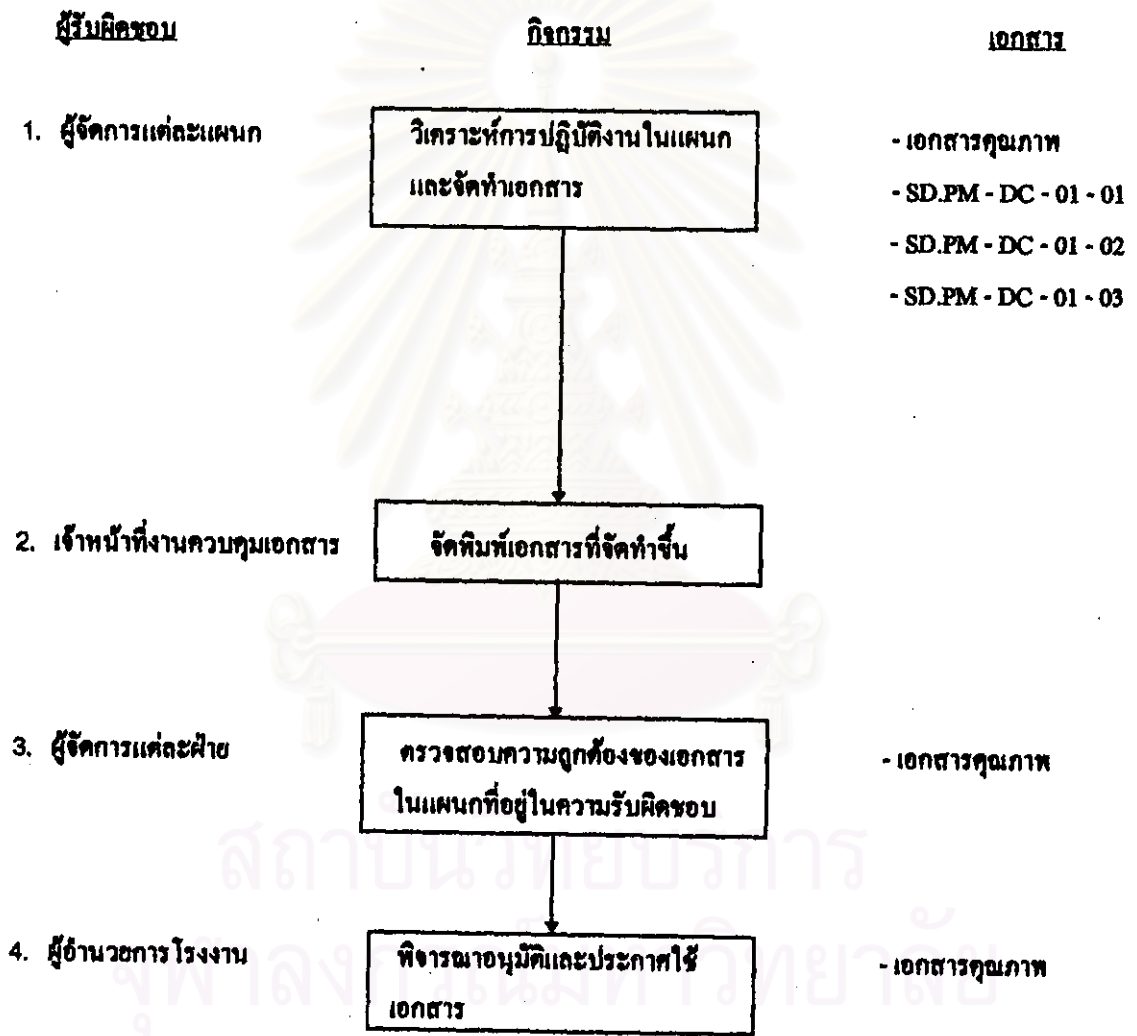 ผู้รับผิดชอบ กิจกรรม เอกสาร
1. ผู้จัดการแต่ละแผนก
วิเคราะห์การปฏิบัติงานในแผนก
และจัดทำเอกสาร
- เอกสารคุณภาพ
- SD.PM - DC - 01 - 01
- SD.PM - DC - 01 - 02
- SD.PM - DC - 01 - 03
2. เจ้าหน้าที่งานควบคุมเอกสาร
จัดพิมพ์เอกสารที่จัดทำขึ้น
3. ผู้จัดการแต่ละฝ่าย
ตรวจสอบความถูกต้องของเอกสาร
ในแผนกที่อยู่ในความรับผิดชอบ
- เอกสารคุณภาพ
สถาบันวิทยบริการ
4. ผู้อำนวยการโรงงาน
พิจารณาอนุมัติและประกาศใช้
เอกสาร
- เอกสารคุณภาพ
จุฬาลงกรณ์มหาวิทยาลัย